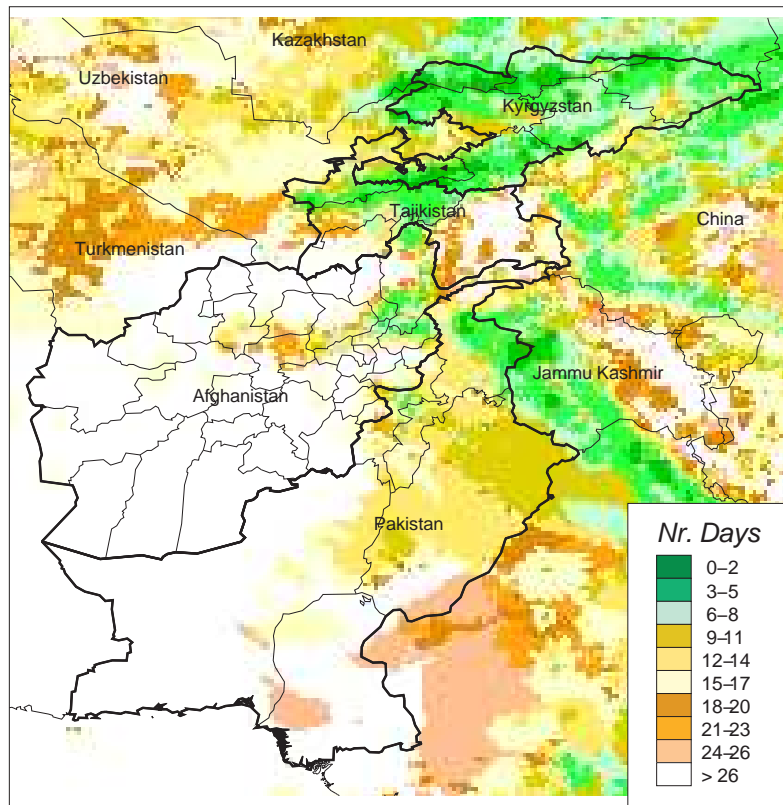 Kazakhstan
Uzbekistan
Kyrgyzstan
Tajikistan
China
Turkmenistan
Jammu Kashmir
Afghanistan
Pakistan
Nr. Days
0–2
3–5
6–8
9–11
12–14
15–17
18–20
21–23
24–26
> 26